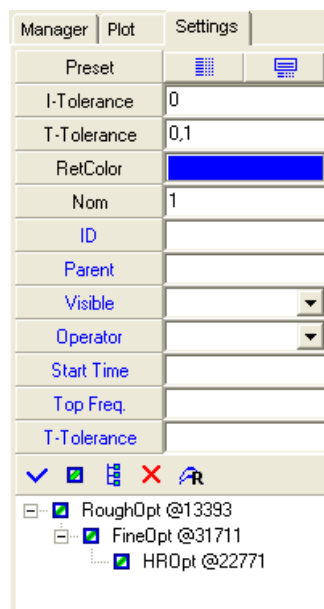 Manager Plot Settings
Preset
I-Tolerance 0
T-Tolerance 0,1
RetColor
Nom 1
ID
Parent
Visible
Operator
Start Time
Top Freq.
T-Tolerance
R
RoughOpt @13393
FineOpt @31711
HROpt @22771